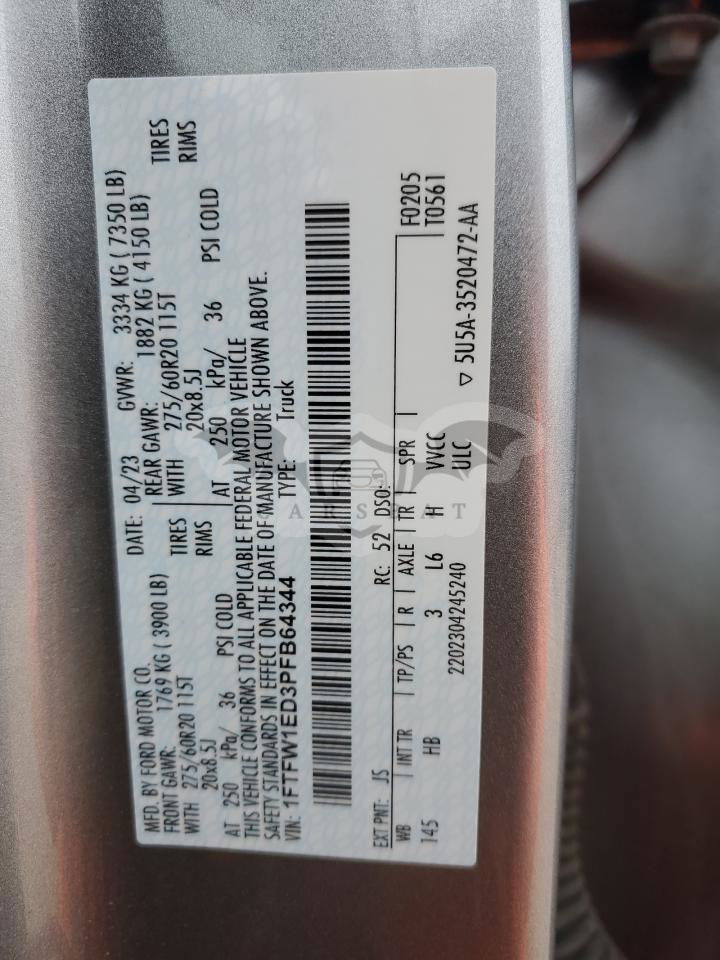 MFD. BY FORD MOTOR CO.
DATE: 04/23 GVWR: 3334 KG ( 7350 LB)
FRONT GAWR: 1769 KG ( 3900 LB) REAR GAWR: 1882 KG ( 4150 LB)
WITH 275/60R20 115T TIRES WITH 275/60R20 115T TIRES
20x8.5J RIMS 20x8.5J RIMS
AT 250 kPa/ 36 PSI COLD AT 250 kPa/ 36 PSI COLD
THIS VEHICLE CONFORMS TO ALL APPLICABLE FEDERAL MOTOR VEHICLE
SAFETY STANDARDS IN EFFECT ON THE DATE OF MANUFACTURE SHOWN ABOVE.
VIN: 1FTFW1ED3PFB64344 TYPE: Truck
EXT PNT: JS RC: 52 DSO: F0205
WB INT TR TP/PS R AXLE TR SPR T0561
145 HB 3 L6 H VVCC
2202304245240 ULC ▽ 5U5A-3520472-AA
CARSBAT